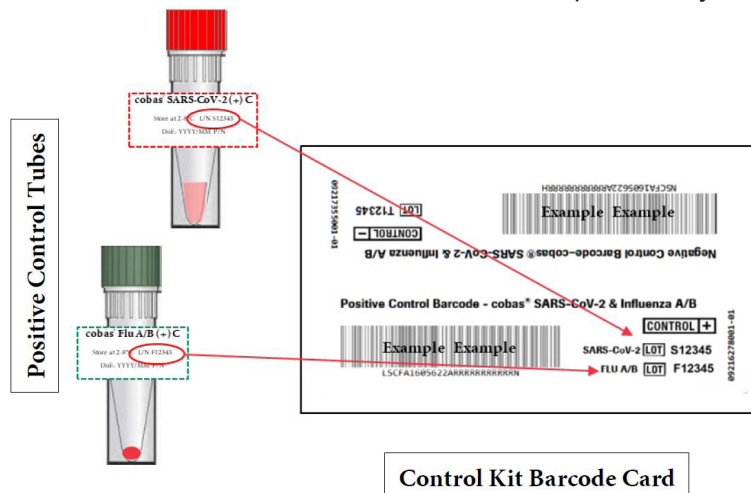 Positive Control Tubes
cobas® SARS-CoV-2 (+) C
Store at 2-8°C L/N S12345
DoE: YYYY/MM P/N
cobas® Flu A/B (+) C
Store at 2-8°C L/N F12345
DoE: YYYY/MM P/N
Negative Control Barcode-cobas® SARS-CoV-2 & Influenza A/B
CONTROL -
LOT T12345
09217355001-01
Example Example
NSCFA1605622ARRRRRRRRRRRH
Positive Control Barcode - cobas® SARS-CoV-2 & Influenza A/B
CONTROL +
Example Example
SARS-CoV-2 LOT S12345
FLU A/B LOT F12345
09216278001-01
Control Kit Barcode Card